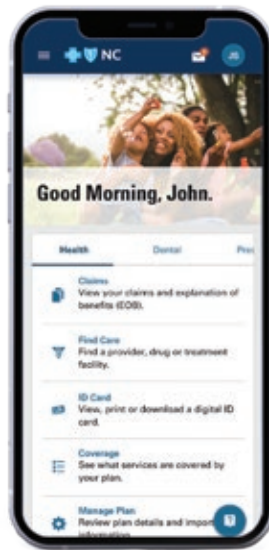 NC
JS
Good Morning, John.
Health Dental
Claims
View your claims and explanation of
benefits (EOB).
Find Care
Find a provider, drug or treatment
facility.
ID Card
View, print or download a digital ID
card.
Coverage
See what services are covered by
your plan.
Manage Plan
Review plan details and impor
information